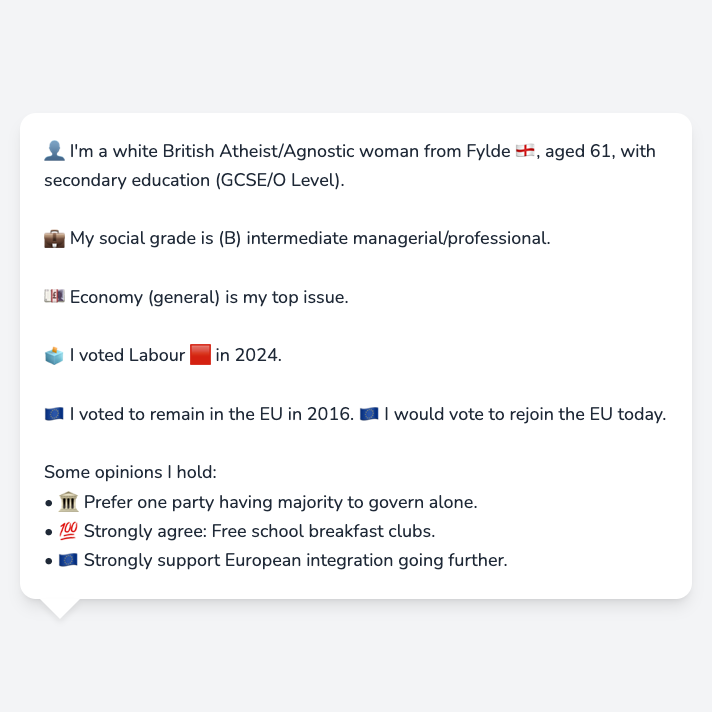 👤 I'm a white British Atheist/Agnostic woman from Fylde 🏴󠁧󠁢󠁥󠁮󠁧󠁿, aged 61, with
secondary education (GCSE/O Level).
💼 My social grade is (B) intermediate managerial/professional.
💷 Economy (general) is my top issue.
🗳️ I voted Labour 🟥 in 2024.
🇪🇺 I voted to remain in the EU in 2016. 🇪🇺 I would vote to rejoin the EU today.
Some opinions I hold:
• 🏛️ Prefer one party having majority to govern alone.
• 💯 Strongly agree: Free school breakfast clubs.
• 🇪🇺 Strongly support European integration going further.